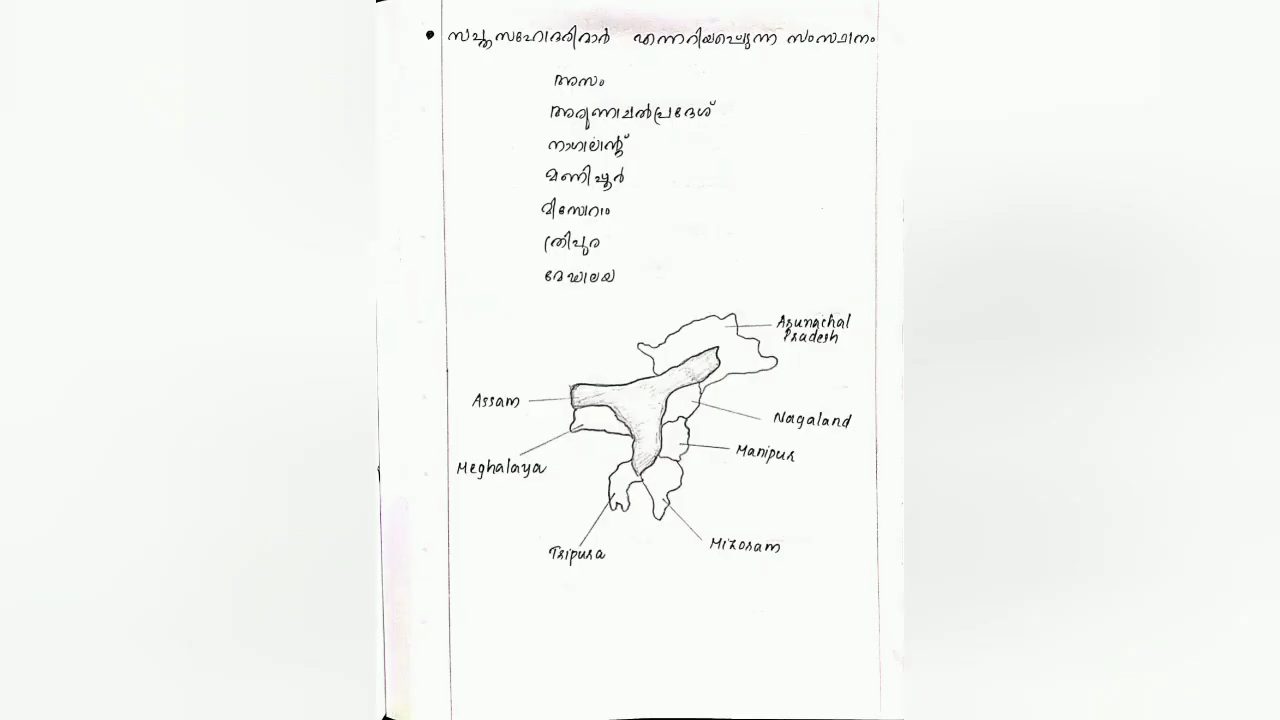 • സപ്തസഹോദരിമാർ എന്നറിയപ്പെടുന്ന സംസ്ഥാനം
അസം
അരുണാചൽപ്രദേശ്
നാഗാലാന്റ്
മണിപ്പൂർ
മിസോറാം
ത്രിപുര
മേഘാലയ
Arunachal
Pradesh
Assam
Nagaland
Manipur
Meghalaya
Mizoram
Tripura